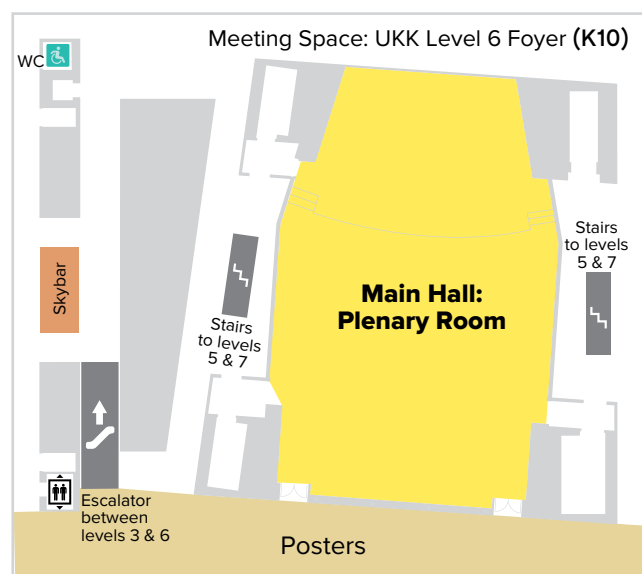 Meeting Space: UKK Level 6 Foyer (K10)
WC
Stairs
to levels
5 & 7
Skybar
Main Hall:
Plenary Room
Stairs
to levels
5 & 7
Escalator
between
levels 3 & 6
Posters